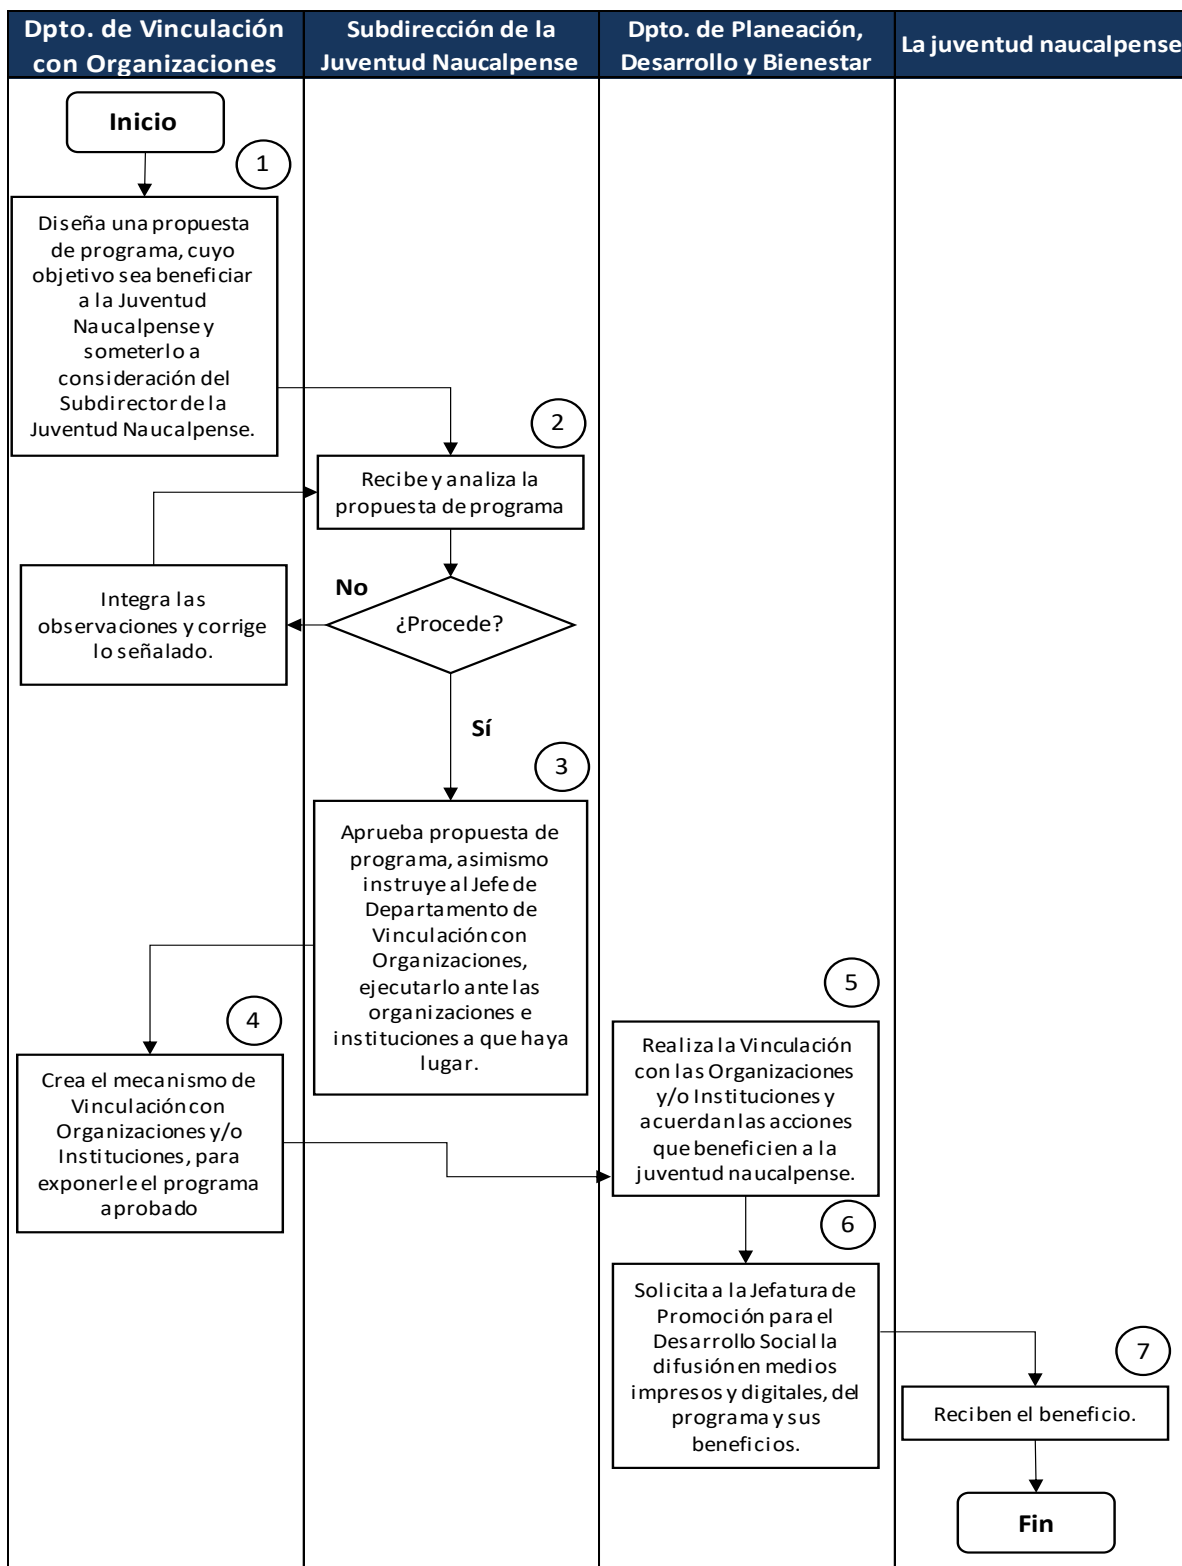 Dpto. de Vinculación
con Organizaciones
Subdirección de la
Juventud Naucalpense
Dpto. de Planeación,
Desarrollo y Bienestar
La juventud naucalpense
Inicio
1
Diseña una propuesta
de programa, cuyo
objetivo sea beneficiar
a la Juventud
Naucalpense y
someterlo a
consideración del
Subdirector de la
Juventud Naucalpense.
2
Recibe y analiza la
propuesta de programa
No
¿Procede?
Integra las
observaciones y corrige
lo señalado.
Sí
3
Aprueba propuesta de
programa, asimismo
instruye al Jefe de
Departamento de
Vinculación con
Organizaciones,
ejecutarlo ante las
organizaciones e
instituciones a que haya
lugar.
4
Crea el mecanismo de
Vinculación con
Organizaciones y/o
Instituciones, para
exponerle el programa
aprobado
5
Realiza la Vinculación
con las Organizaciones
y/o Instituciones y
acuerdan las acciones
que beneficien a la
juventud naucalpense.
6
Solicita a la Jefatura de
Promoción para el
Desarrollo Social la
difusión en medios
impresos y digitales, del
programa y sus
beneficios.
7
Reciben el beneficio.
Fin